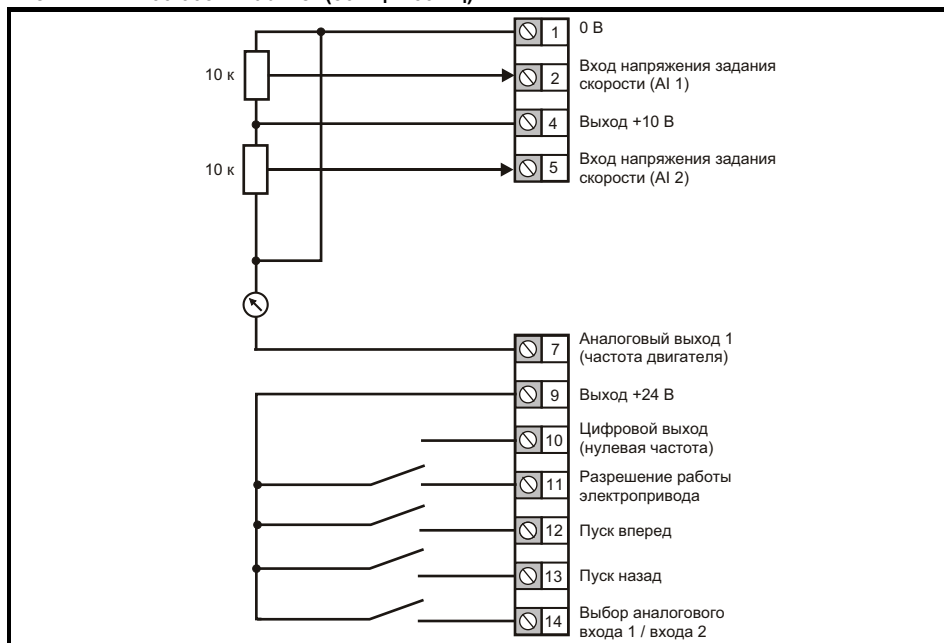 1 0 В
10 к
2 Вход напряжения задания
скорости (AI 1)
4 Выход +10 В
10 к
5 Вход напряжения задания
скорости (AI 2)
7 Аналоговый выход 1
(частота двигателя)
9 Выход +24 В
10 Цифровой выход
(нулевая частота)
11 Разрешение работы
электропривода
12 Пуск вперед
13 Пуск назад
14 Выбор аналогового
входа 1 / входа 2